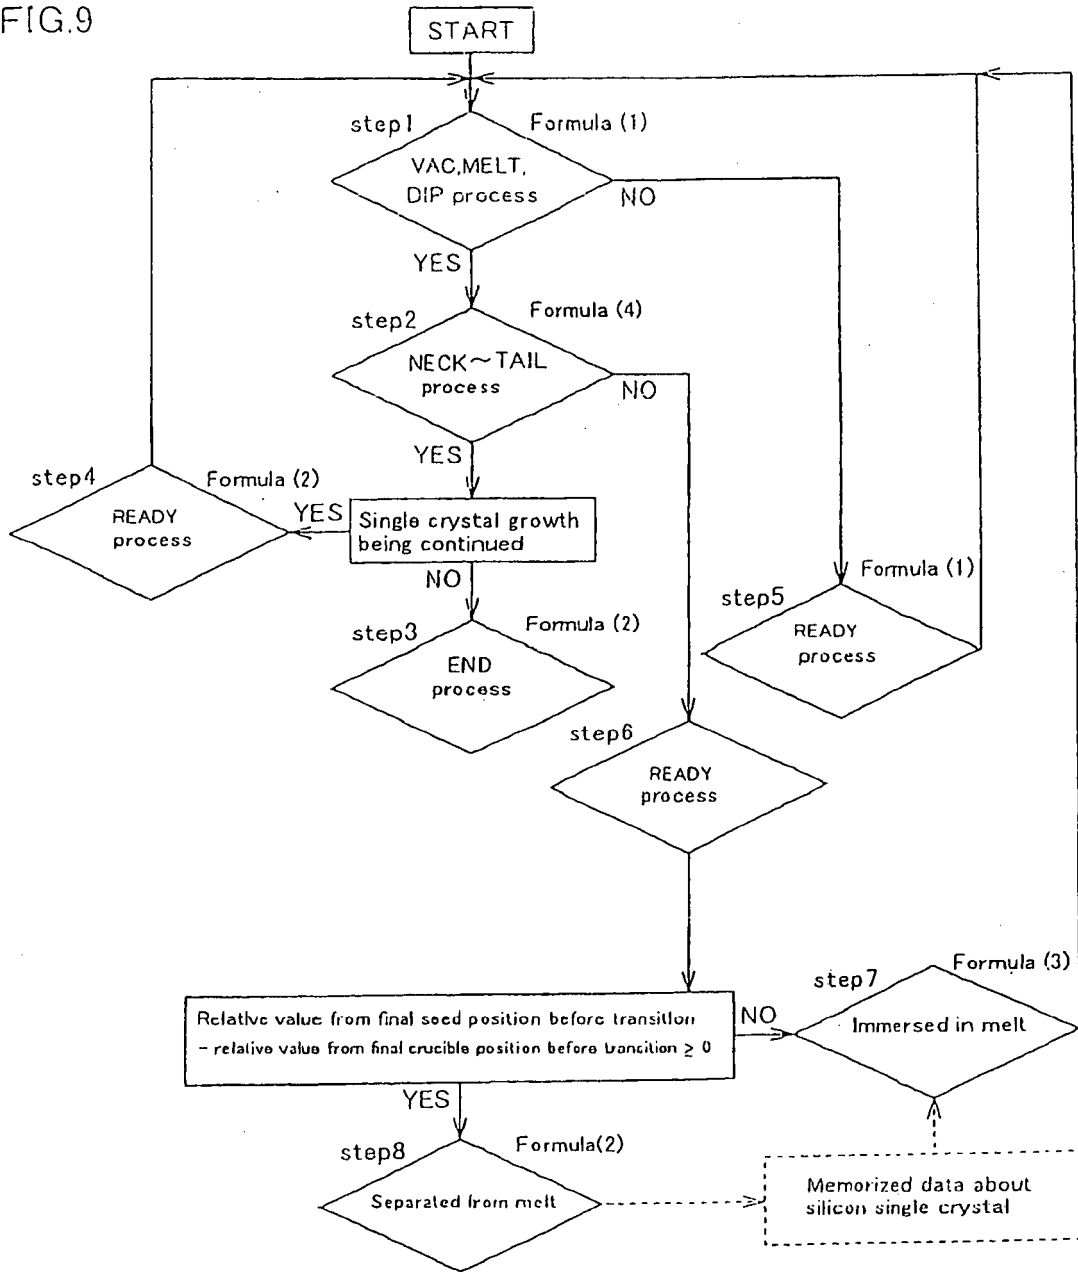 FIG.9
START
step1
Formula (1)
VAC,MELT,
DIP process
NO
YES
step2
Formula (4)
NECK~TAIL
process
NO
YES
step4
Formula (2)
READY
process
YES
Single crystal growth
being continued
NO
step3
Formula (2)
END
process
Formula (1)
step5
READY
process
step6
READY
process
Relative value from final seed position before transition
- relative value from final crucible position before trancition ≥ 0
NO
step7
Formula (3)
Immersed in melt
YES
step8
Formula(2)
Separated from melt
Memorized data about
silicon single crystal